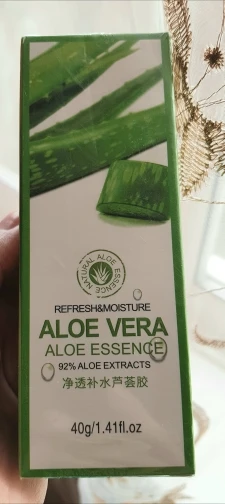 NATURAL ALOE ESSENCE
REFRESH&MOISTURE
ALOE VERA
ALOE ESSENCE
92% ALOE EXTRACTS
净透补水芦荟胶
40g/1.41fl.oz